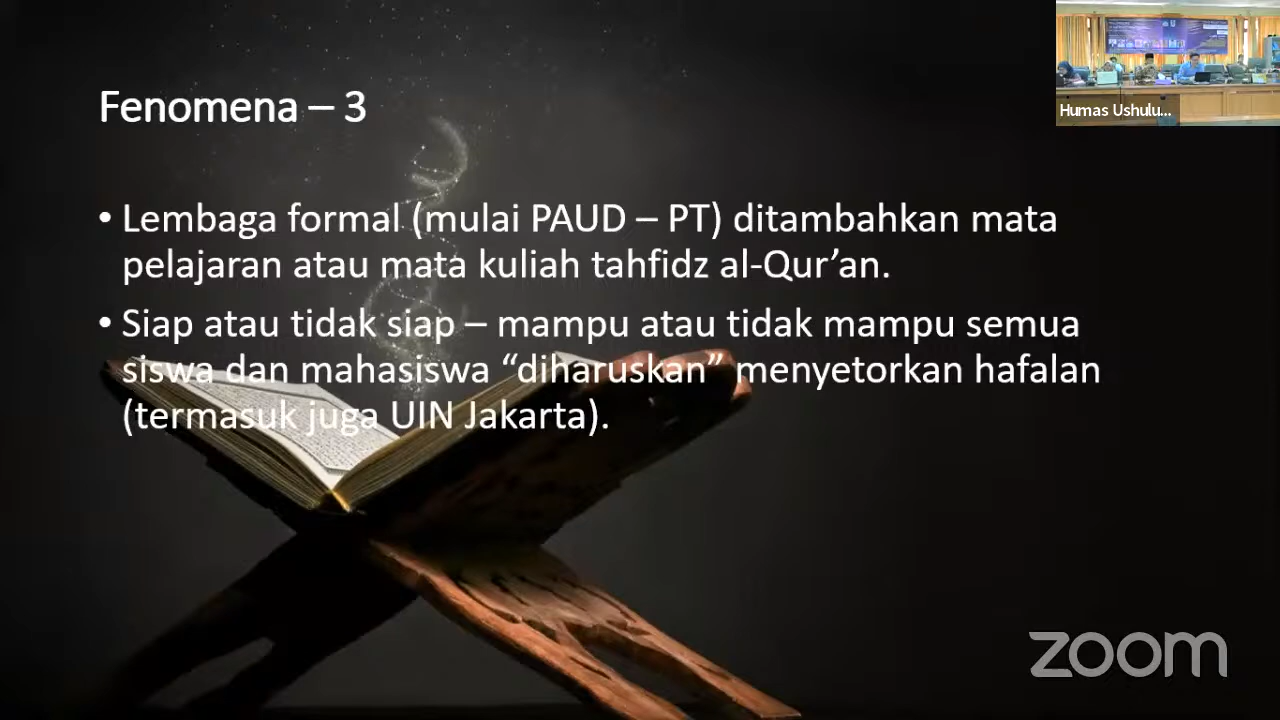 Fenomena – 3
• Lembaga formal (mulai PAUD – PT) ditambahkan mata
pelajaran atau mata kuliah tahfidz al-Qur’an.
• Siap atau tidak siap – mampu atau tidak mampu semua
siswa dan mahasiswa “diharuskan” menyetorkan hafalan
(termasuk juga UIN Jakarta).
Humas Ushulu...
zoom